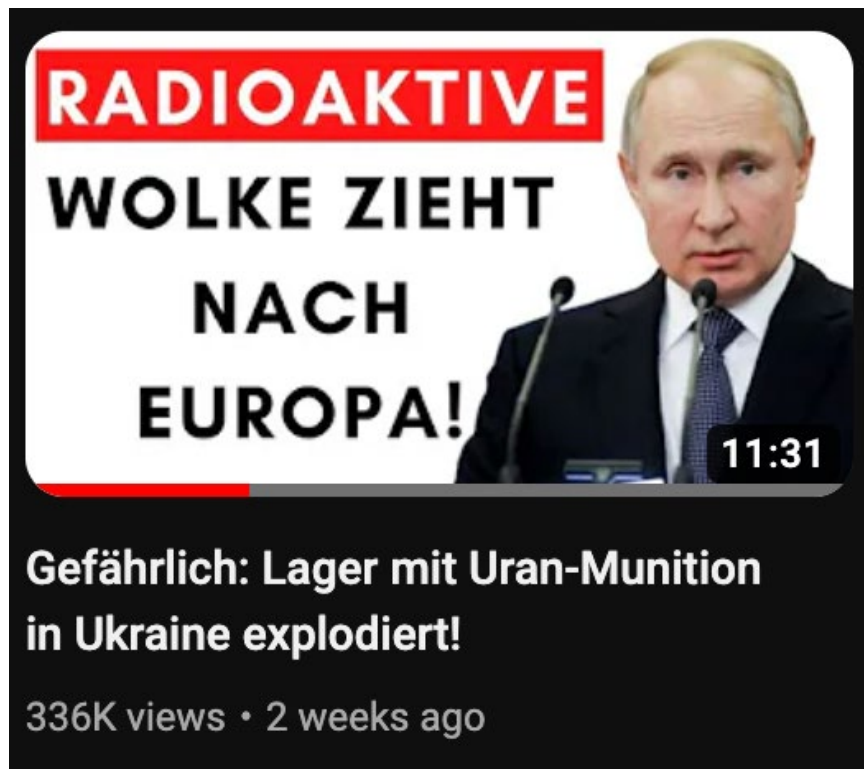 RADIOAKTIVE
WOLKE ZIEHT
NACH
EUROPA!
11:31
Gefährlich: Lager mit Uran-Munition
in Ukraine explodiert!
336K views • 2 weeks ago